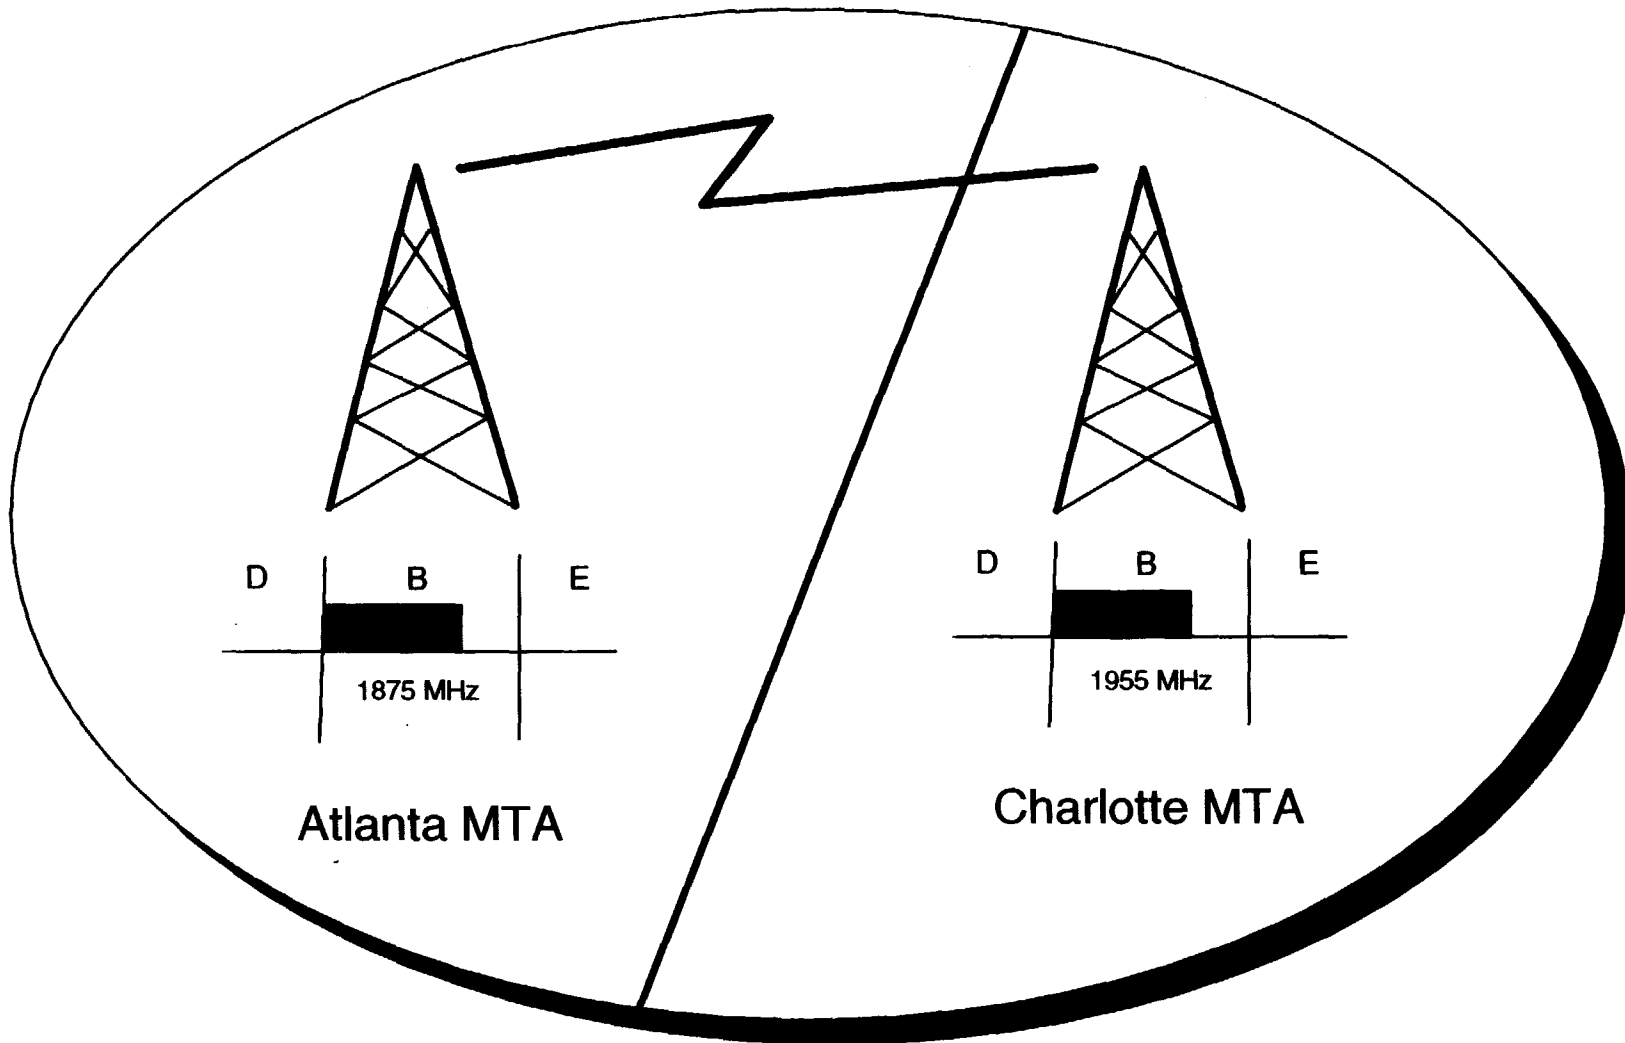 D B E
1875 MHz
Atlanta MTA
D B E
1955 MHz
Charlotte MTA